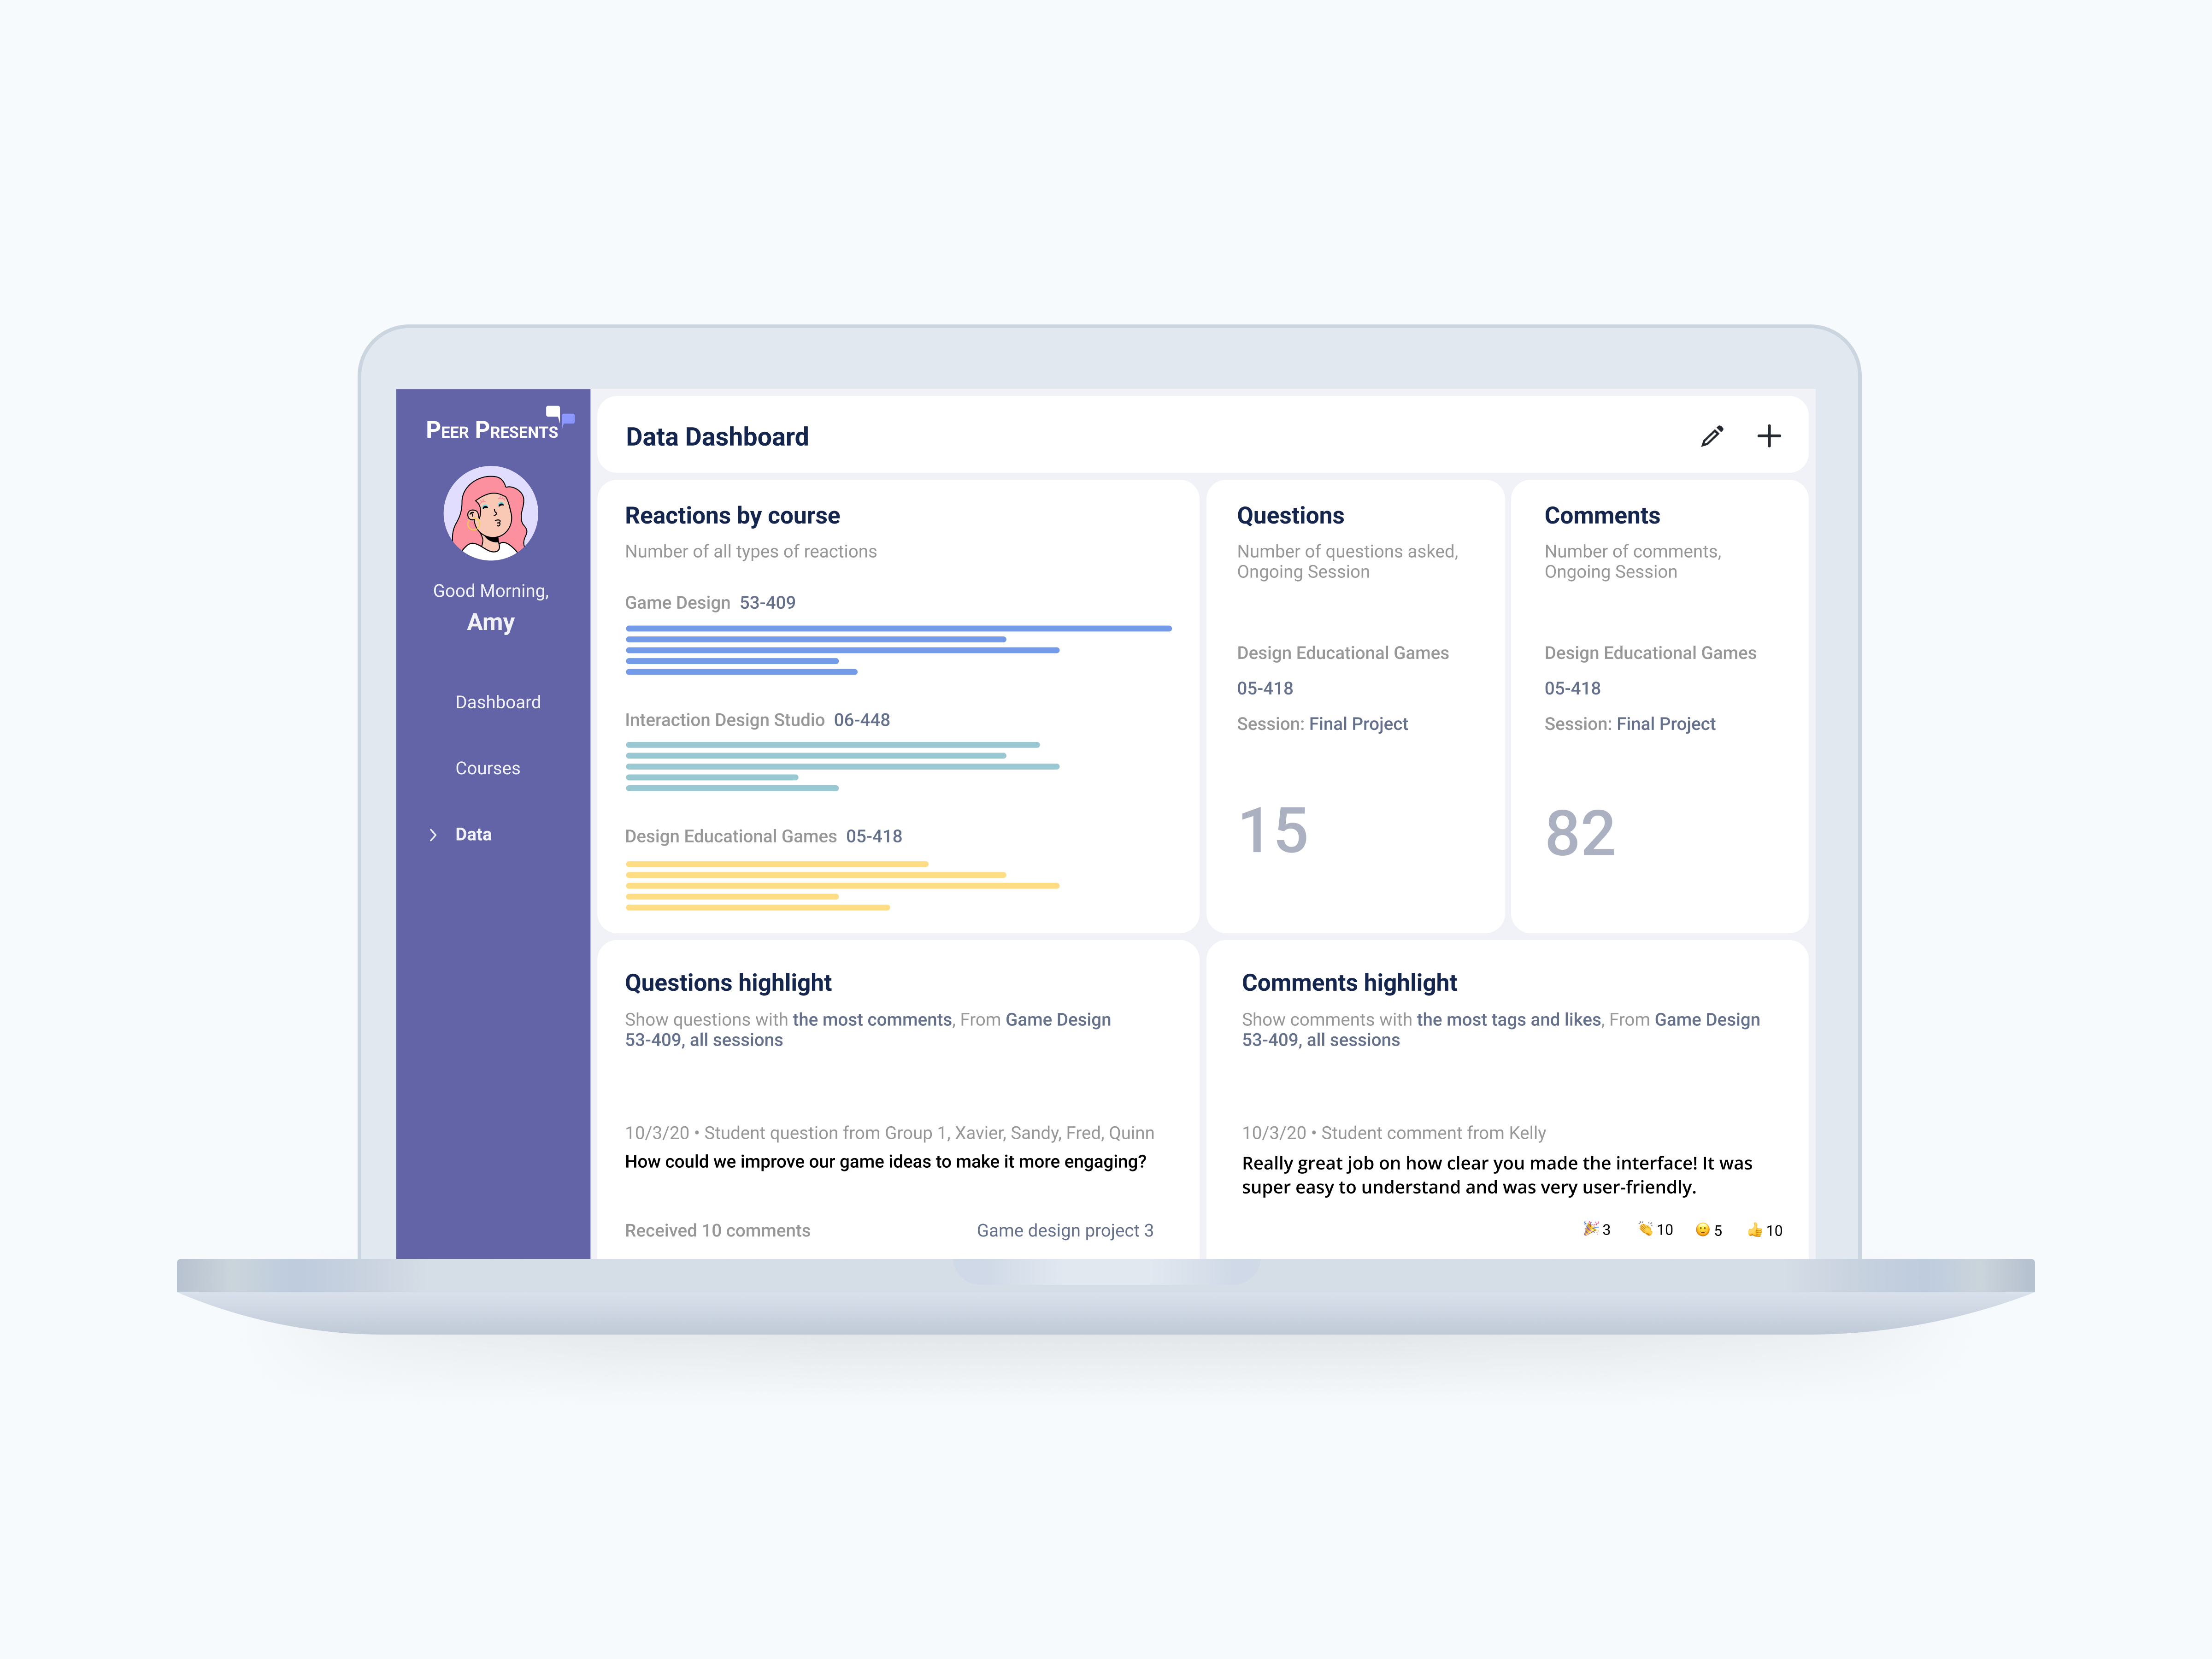 PEER PRESENTS
Good Morning,
Amy
Dashboard
Courses
Data
Data Dashboard
Reactions by course
Number of all types of reactions
Game Design 53-409
Interaction Design Studio 06-448
Design Educational Games 05-418
Questions
Number of questions asked,
Ongoing Session
Design Educational Games
05-418
Session: Final Project
15
Comments
Number of comments,
Ongoing Session
Design Educational Games
05-418
Session: Final Project
82
Questions highlight
Show questions with the most comments, From Game Design
53-409, all sessions
10/3/20 • Student question from Group 1, Xavier, Sandy, Fred, Quinn
How could we improve our game ideas to make it more engaging?
Received 10 comments Game design project 3
Comments highlight
Show comments with the most tags and likes, From Game Design
53-409, all sessions
10/3/20 • Student comment from Kelly
Really great job on how clear you made the interface! It was
super easy to understand and was very user-friendly.
🎉 3 👏 10 😊 5 👍 10